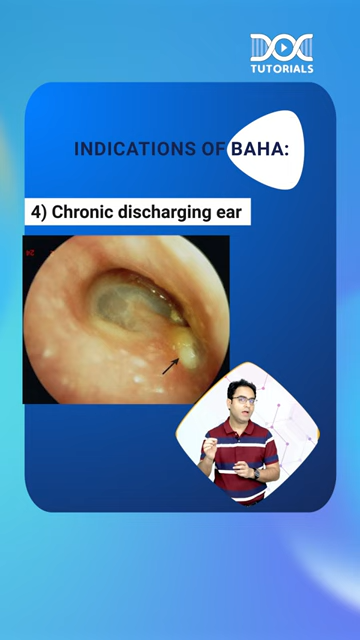 DOC
TUTORIALS
INDICATIONS OF BAHA:
4) Chronic discharging ear